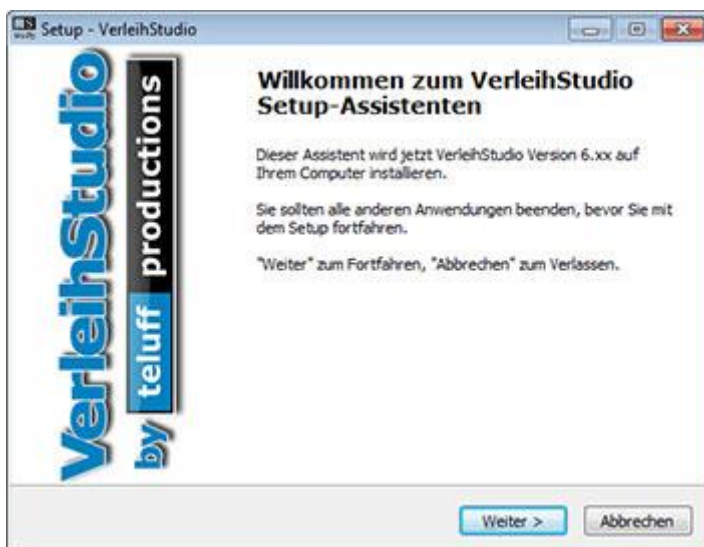 Setup - VerleihStudio
VerleihStudio
by teluff productions
Willkommen zum VerleihStudio
Setup-Assistenten
Dieser Assistent wird jetzt VerleihStudio Version 6.xx auf
Ihrem Computer installieren.
Sie sollten alle anderen Anwendungen beenden, bevor Sie mit
dem Setup fortfahren.
"Weiter" zum Fortfahren, "Abbrechen" zum Verlassen.
Weiter >
Abbrechen